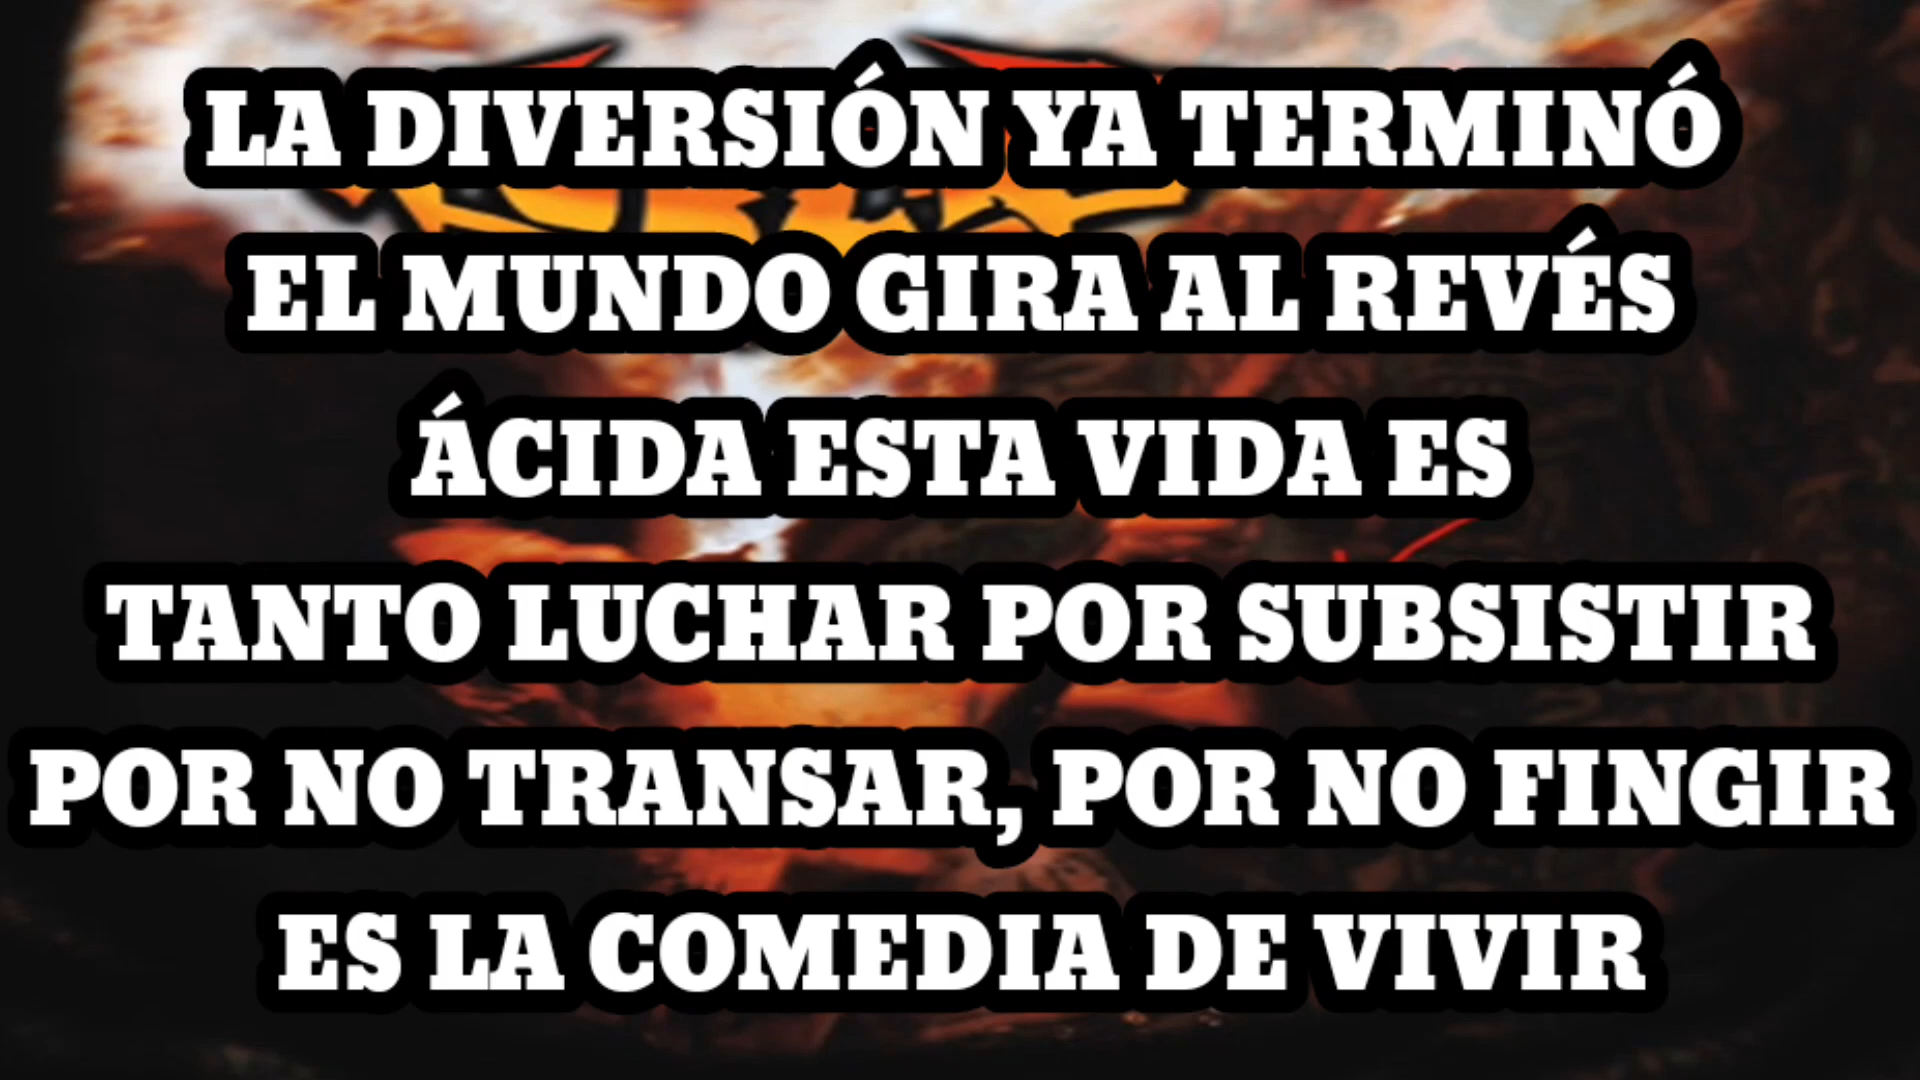 LA DIVERSIÓN YA TERMINÓ
EL MUNDO GIRA AL REVÉS
ÁCIDA ESTA VIDA ES
TANTO LUCHAR POR SUBSISTIR
POR NO TRANSAR, POR NO FINGIR
ES LA COMEDIA DE VIVIR